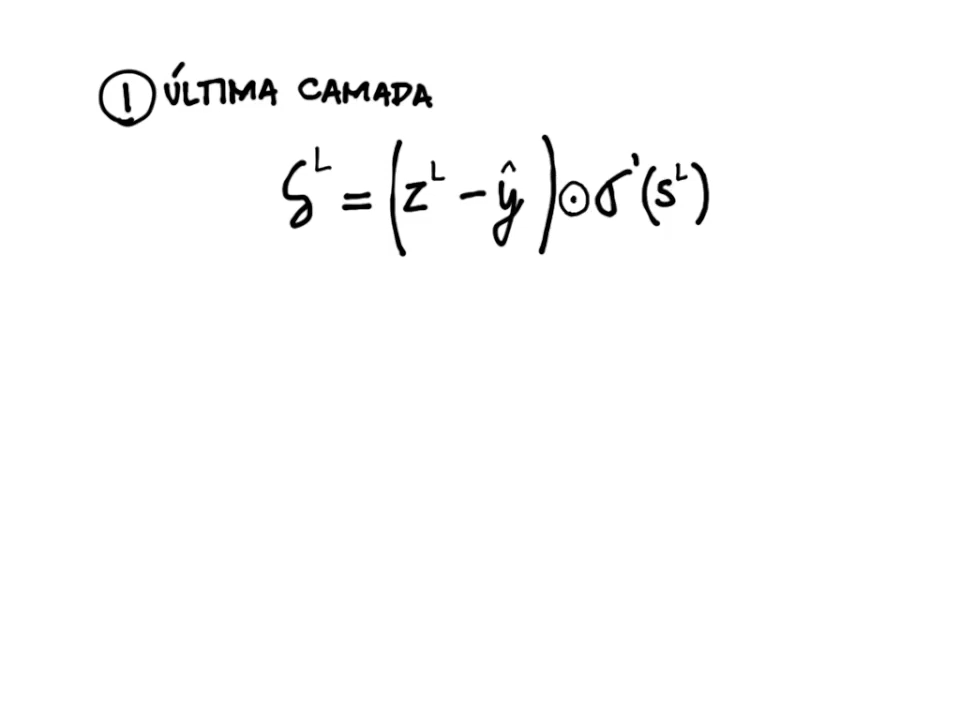 ① ÚLTIMA CAMADA
δ^L = (z^L − ŷ) ⊙ σ'(s^L)